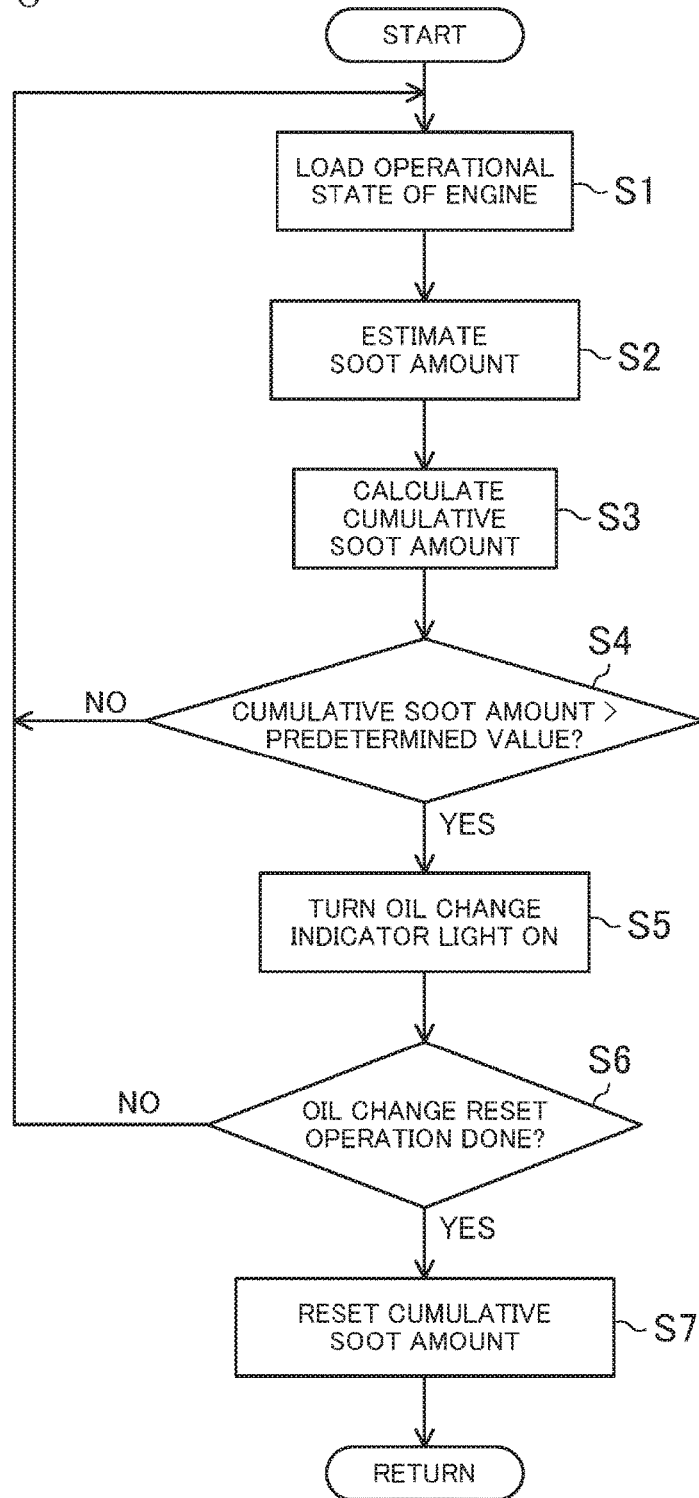 START
LOAD OPERATIONAL
STATE OF ENGINE
S1
ESTIMATE
SOOT AMOUNT
S2
CALCULATE
CUMULATIVE
SOOT AMOUNT
S3
S4
CUMULATIVE SOOT AMOUNT >
PREDETERMINED VALUE?
NO
YES
TURN OIL CHANGE
INDICATOR LIGHT ON
S5
S6
OIL CHANGE RESET
OPERATION DONE?
NO
YES
RESET CUMULATIVE
SOOT AMOUNT
S7
RETURN